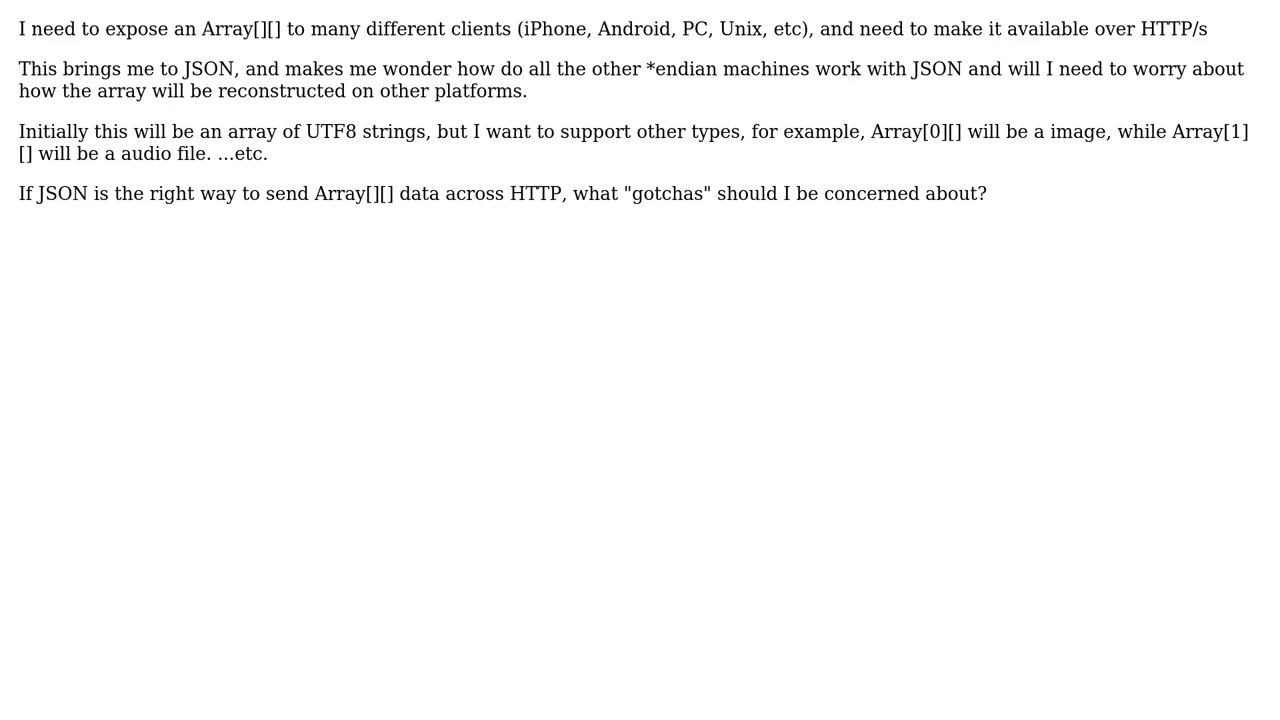 I need to expose an Array[][] to many different clients (iPhone, Android, PC, Unix, etc), and need to make it available over HTTP/s
This brings me to JSON, and makes me wonder how do all the other *endian machines work with JSON and will I need to worry about
how the array will be reconstructed on other platforms.
Initially this will be an array of UTF8 strings, but I want to support other types, for example, Array[0][] will be a image, while Array[1]
[] will be a audio file. ...etc.
If JSON is the right way to send Array[][] data across HTTP, what "gotchas" should I be concerned about?